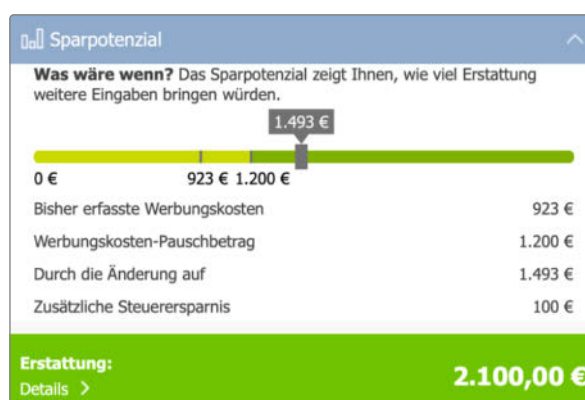 Sparpotenzial
Was wäre wenn? Das Sparpotenzial zeigt Ihnen, wie viel Erstattung
weitere Eingaben bringen würden.
1.493 €
0 € 923 € 1.200 €
Bisher erfasste Werbungskosten 923 €
Werbungskosten-Pauschbetrag 1.200 €
Durch die Änderung auf 1.493 €
Zusätzliche Steuerersparnis 100 €
Erstattung:
Details > 2.100,00 €